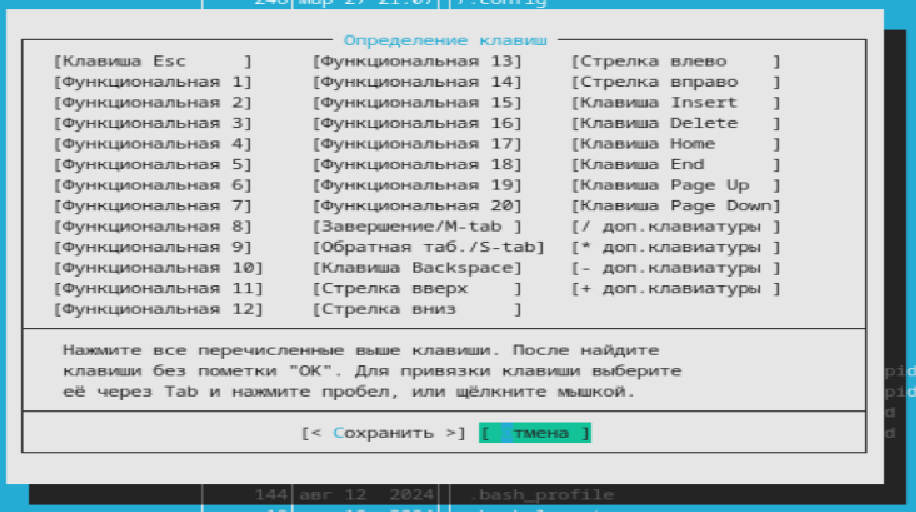 Определение клавиш
[Клавиша Esc ] [Функциональная 13] [Стрелка влево ]
[Функциональная 1] [Функциональная 14] [Стрелка вправо ]
[Функциональная 2] [Функциональная 15] [Клавиша Insert ]
[Функциональная 3] [Функциональная 16] [Клавиша Delete ]
[Функциональная 4] [Функциональная 17] [Клавиша Home ]
[Функциональная 5] [Функциональная 18] [Клавиша End ]
[Функциональная 6] [Функциональная 19] [Клавиша Page Up ]
[Функциональная 7] [Функциональная 20] [Клавиша Page Down]
[Функциональная 8] [Завершение/M-tab ] [/ доп.клавиатуры ]
[Функциональная 9] [Обратная таб./S-tab] [* доп.клавиатуры ]
[Функциональная 10] [Клавиша Backspace] [- доп.клавиатуры ]
[Функциональная 11] [Стрелка вверх ] [+ доп.клавиатуры ]
[Функциональная 12] [Стрелка вниз ]
Нажмите все перечисленные выше клавиши. После найдите
клавиши без пометки "OK". Для привязки клавиши выберите
её через Tab и нажмите пробел, или щёлкните мышкой.
[< Сохранить >] [ тмена ]
144 авг 12 2024 .bash_profile